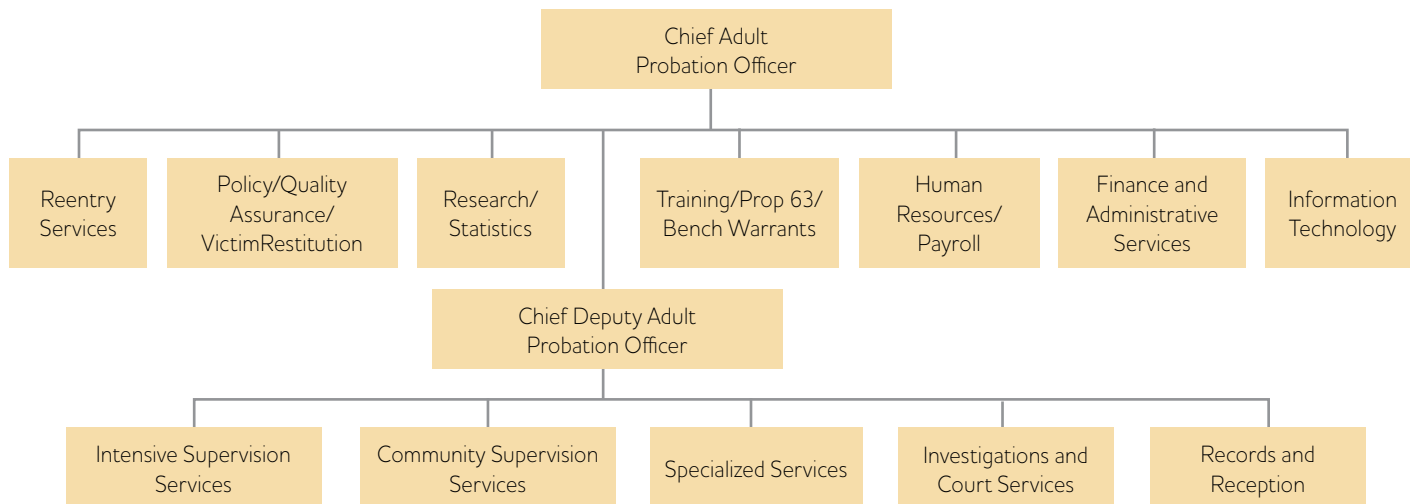 Chief Adult
Probation Officer
Reentry
Services
Policy/Quality
Assurance/
VictimRestitution
Research/
Statistics
Training/Prop 63/
Bench Warrants
Human
Resources/
Payroll
Finance and
Administrative
Services
Information
Technology
Chief Deputy Adult
Probation Officer
Intensive Supervision
Services
Community Supervision
Services
Specialized Services
Investigations and
Court Services
Records and
Reception